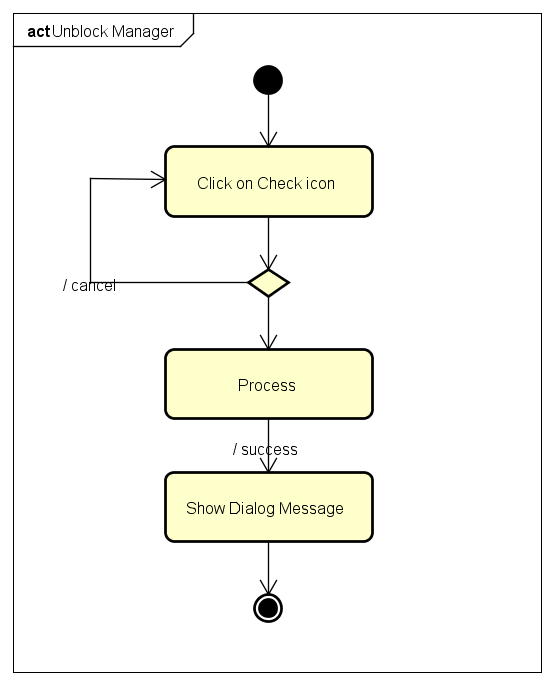 act Unblock Manager
Click on Check icon
/ cancel
Process
/ success
Show Dialog Message